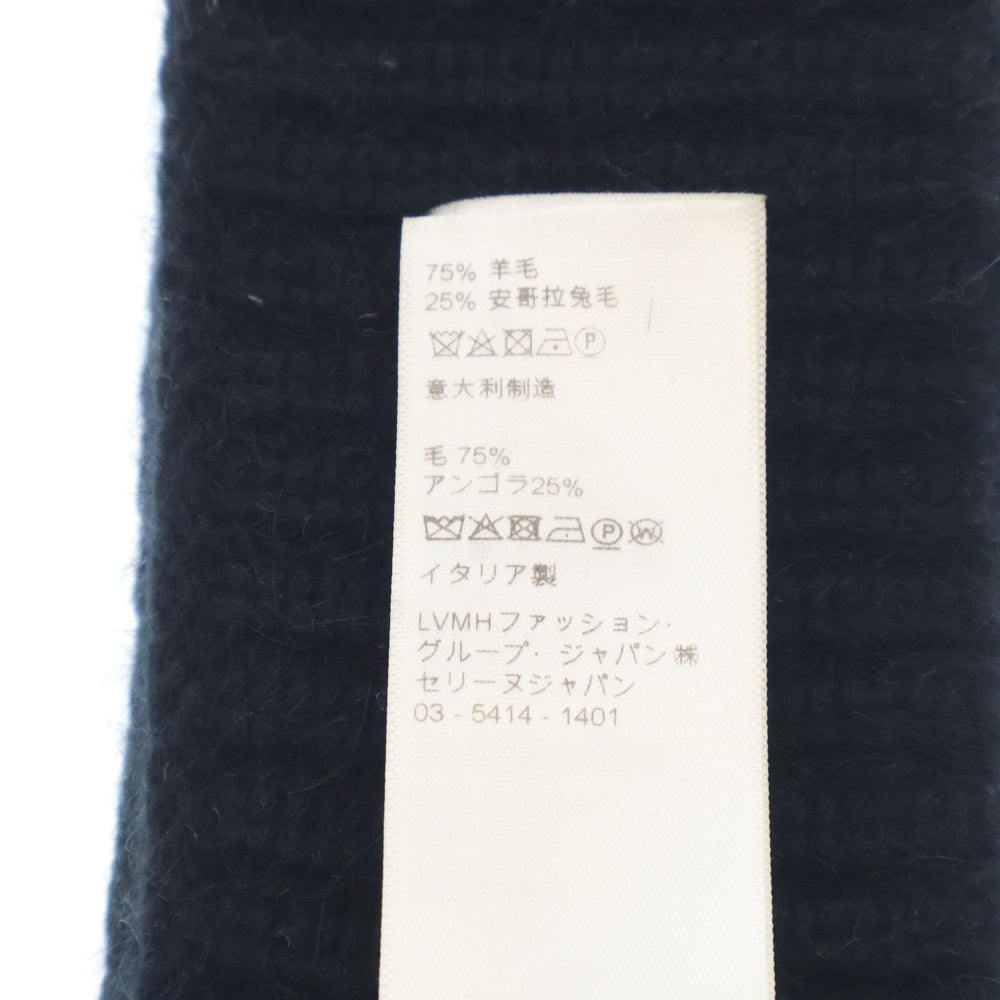 75% 羊毛
25% 安哥拉兔毛
P
意大利制造
毛 75%
アンゴラ25%
P W
イタリア製
LVMHファッション・
グループ・ジャパン㈱
セリーヌジャパン
03 - 5414 - 1401